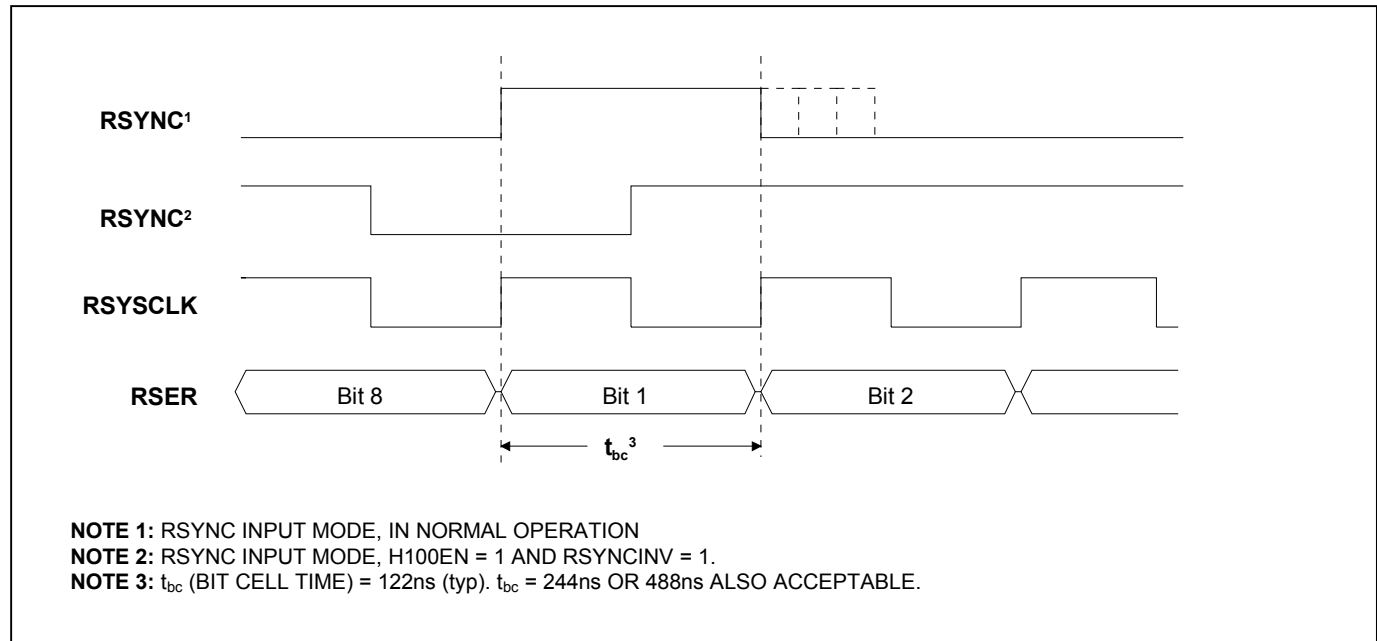 RSYNC¹
RSYNC²
RSYSCLK
RSER Bit 8 Bit 1 Bit 2
tbc³
NOTE 1: RSYNC INPUT MODE, IN NORMAL OPERATION
NOTE 2: RSYNC INPUT MODE, H100EN = 1 AND RSYNCINV = 1.
NOTE 3: tbc (BIT CELL TIME) = 122ns (typ). tbc = 244ns OR 488ns ALSO ACCEPTABLE.